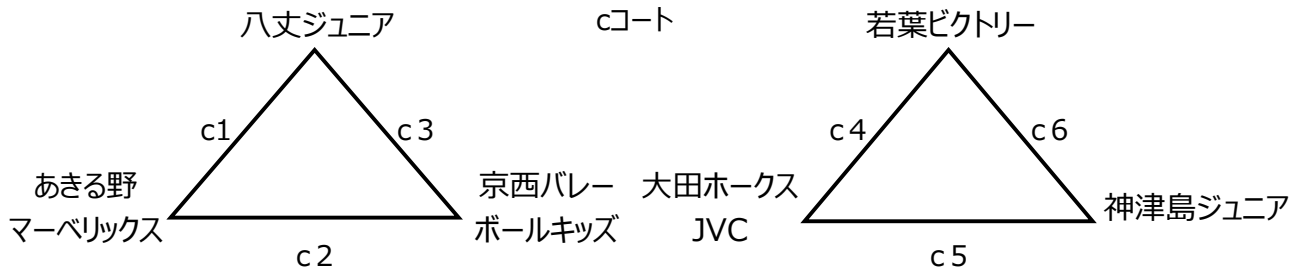 八丈ジュニア
cコート
若葉ビクトリー
c1
c3
c4
c6
あきる野
マーベリックス
京西バレー
ボールキッズ
大田ホークス
JVC
神津島ジュニア
c2
c5